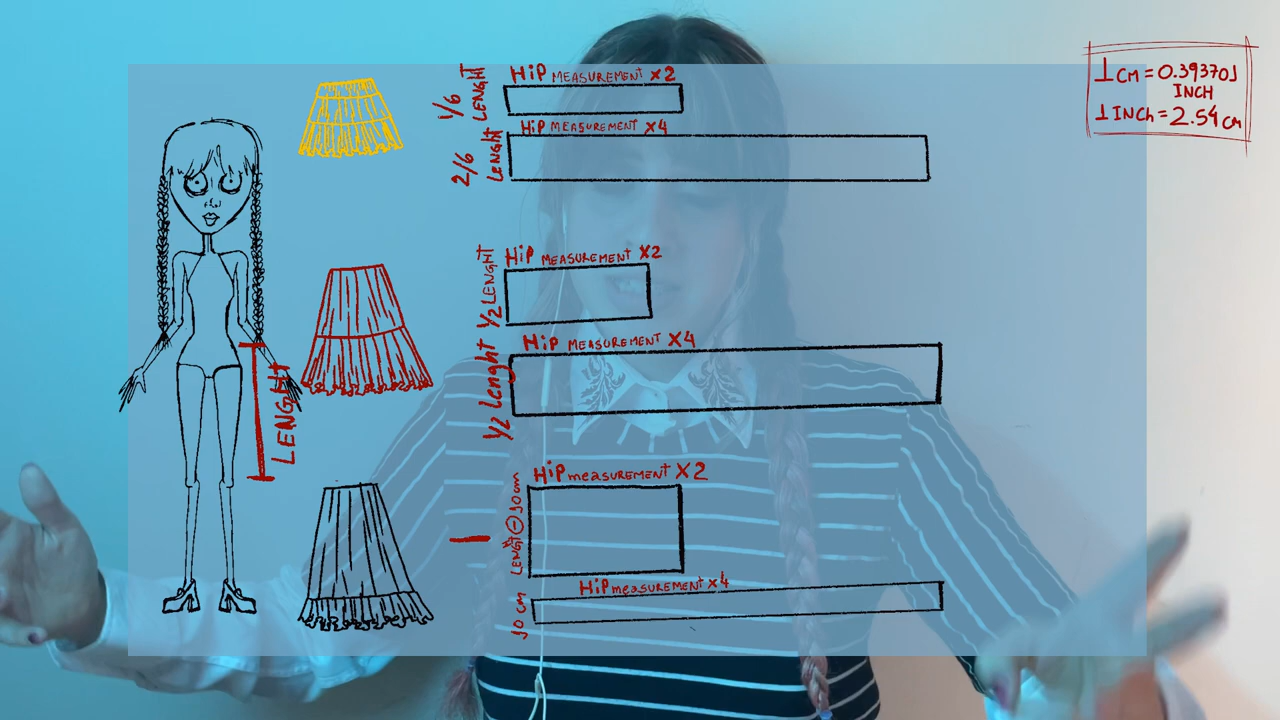 HiP MEASUREMENT X2
1/6 LENGHT
HiP MEASUREMENT X4
2/6 LENGHT
HiP MEASUREMENT X2
1/2 LENGHT
HiP MEASUREMENT X4
1/2 Lenght
LENGHT
HiP measUREMENT X2
LENGHT - 10 cm
HiP measuREMENT X4
10 cm
1 CM = 0.393701
INCH
1 INCh = 2.54 cm